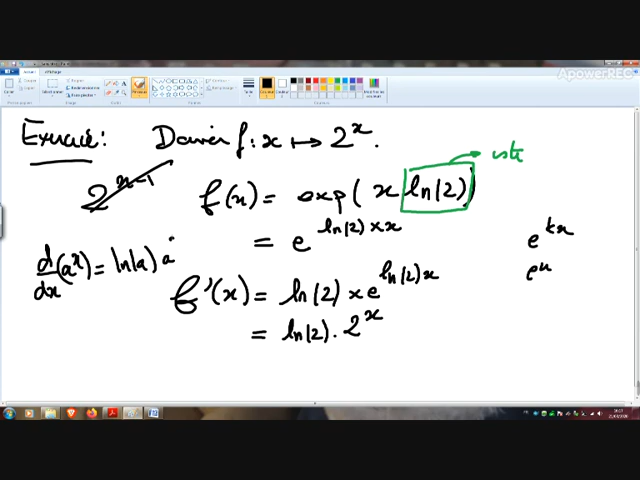 ApowerREC
Exercice : Dériver f : x ↦ 2^x.
2^{x-1}
f(x) = exp( x ln(2) ) → cste
= e^{ln(2) × x}
e^{kx}
d/dx (a^x) = ln(a) a^x
e^u
f'(x) = ln(2) × e^{ln(2) x}
= ln(2) · 2^x